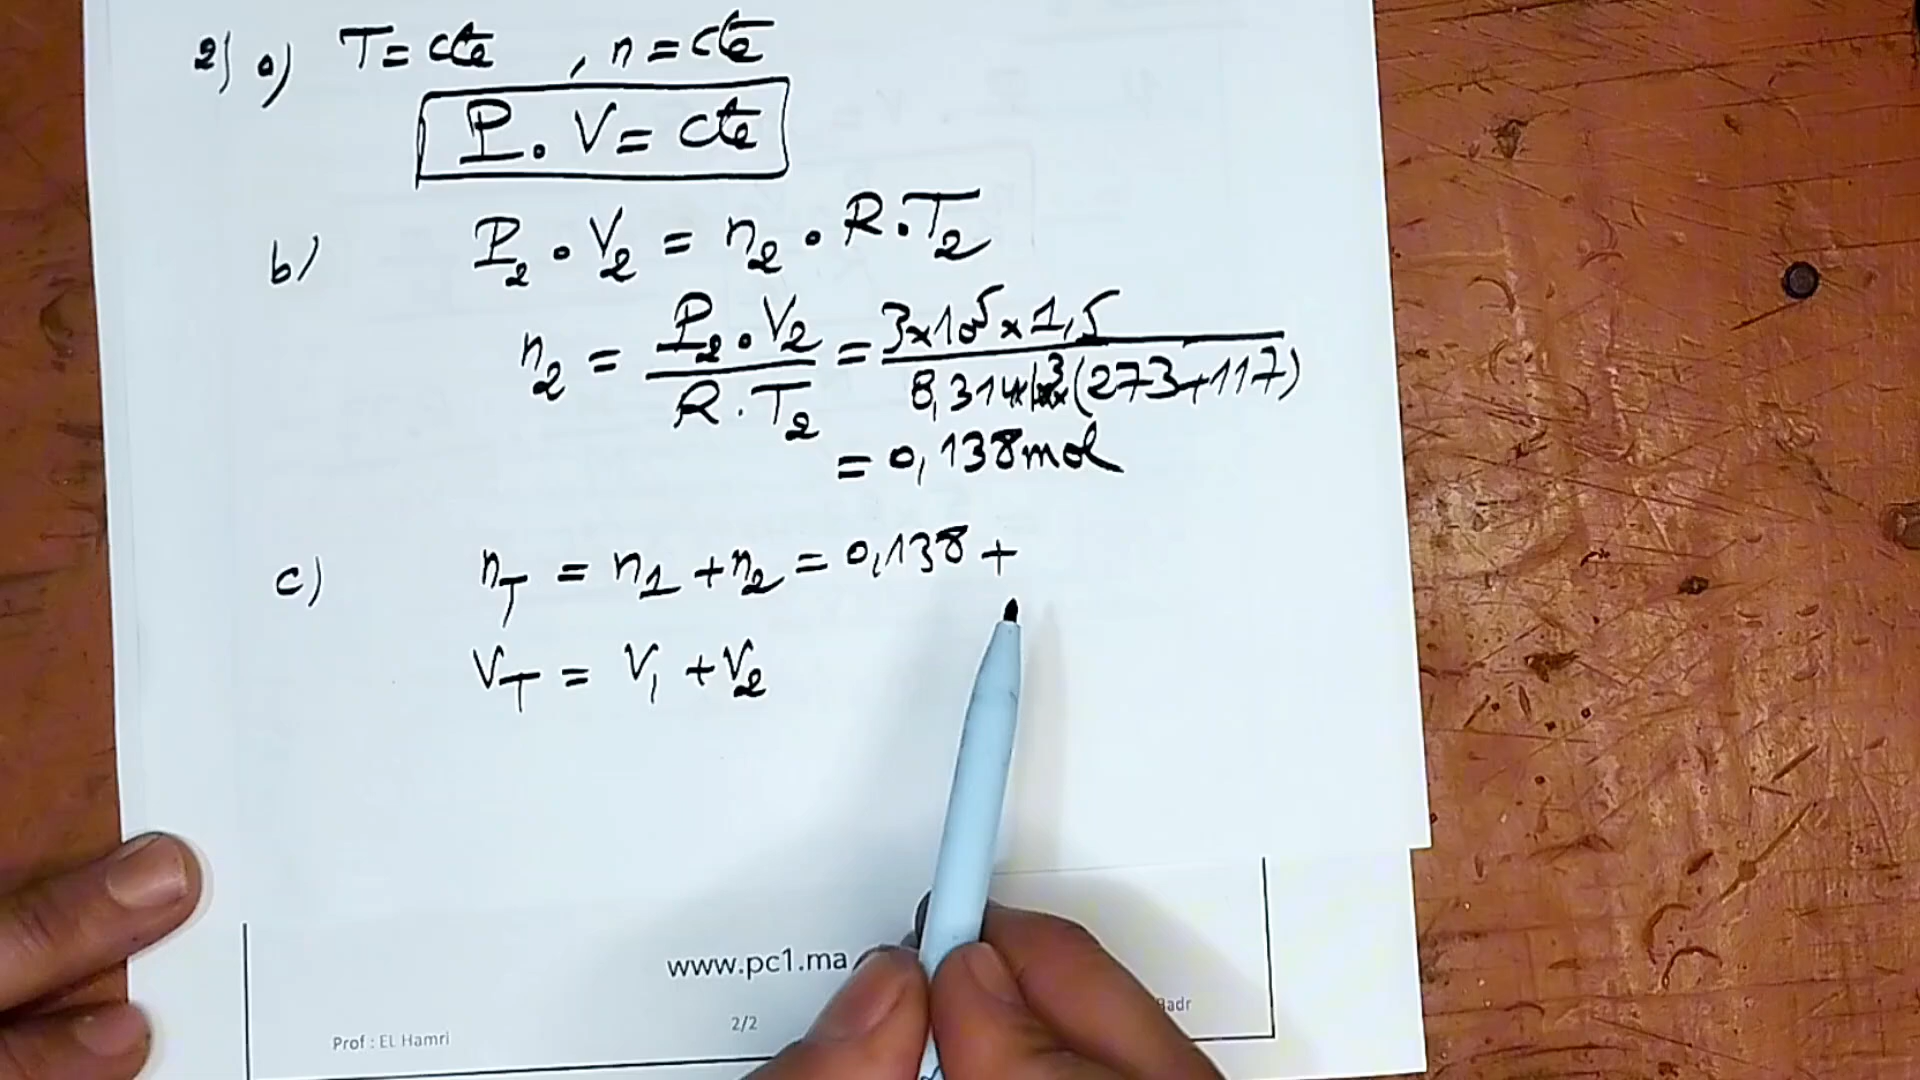 2) a) T = cte , n = cte
P . V = cte
b) P2 . V2 = n2 . R . T2
n2 = P2 . V2 / R . T2 = 3x10^5 x 1,5 / 8,314 (273+117)
= 0,138 mol
c) nT = n1 + n2 = 0,138 +
VT = V1 + V2
www.pc1.ma
Badr
2/2
Prof : EL Hamri